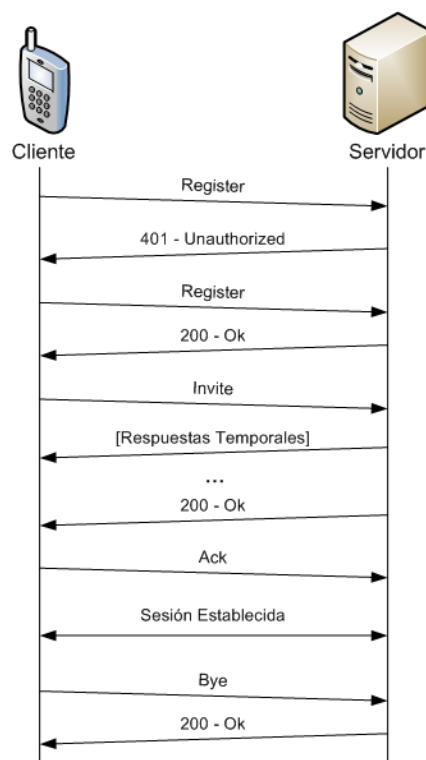 Cliente
Servidor
Register
401 - Unauthorized
Register
200 - Ok
Invite
[Respuestas Temporales]
...
200 - Ok
Ack
Sesión Establecida
Bye
200 - Ok